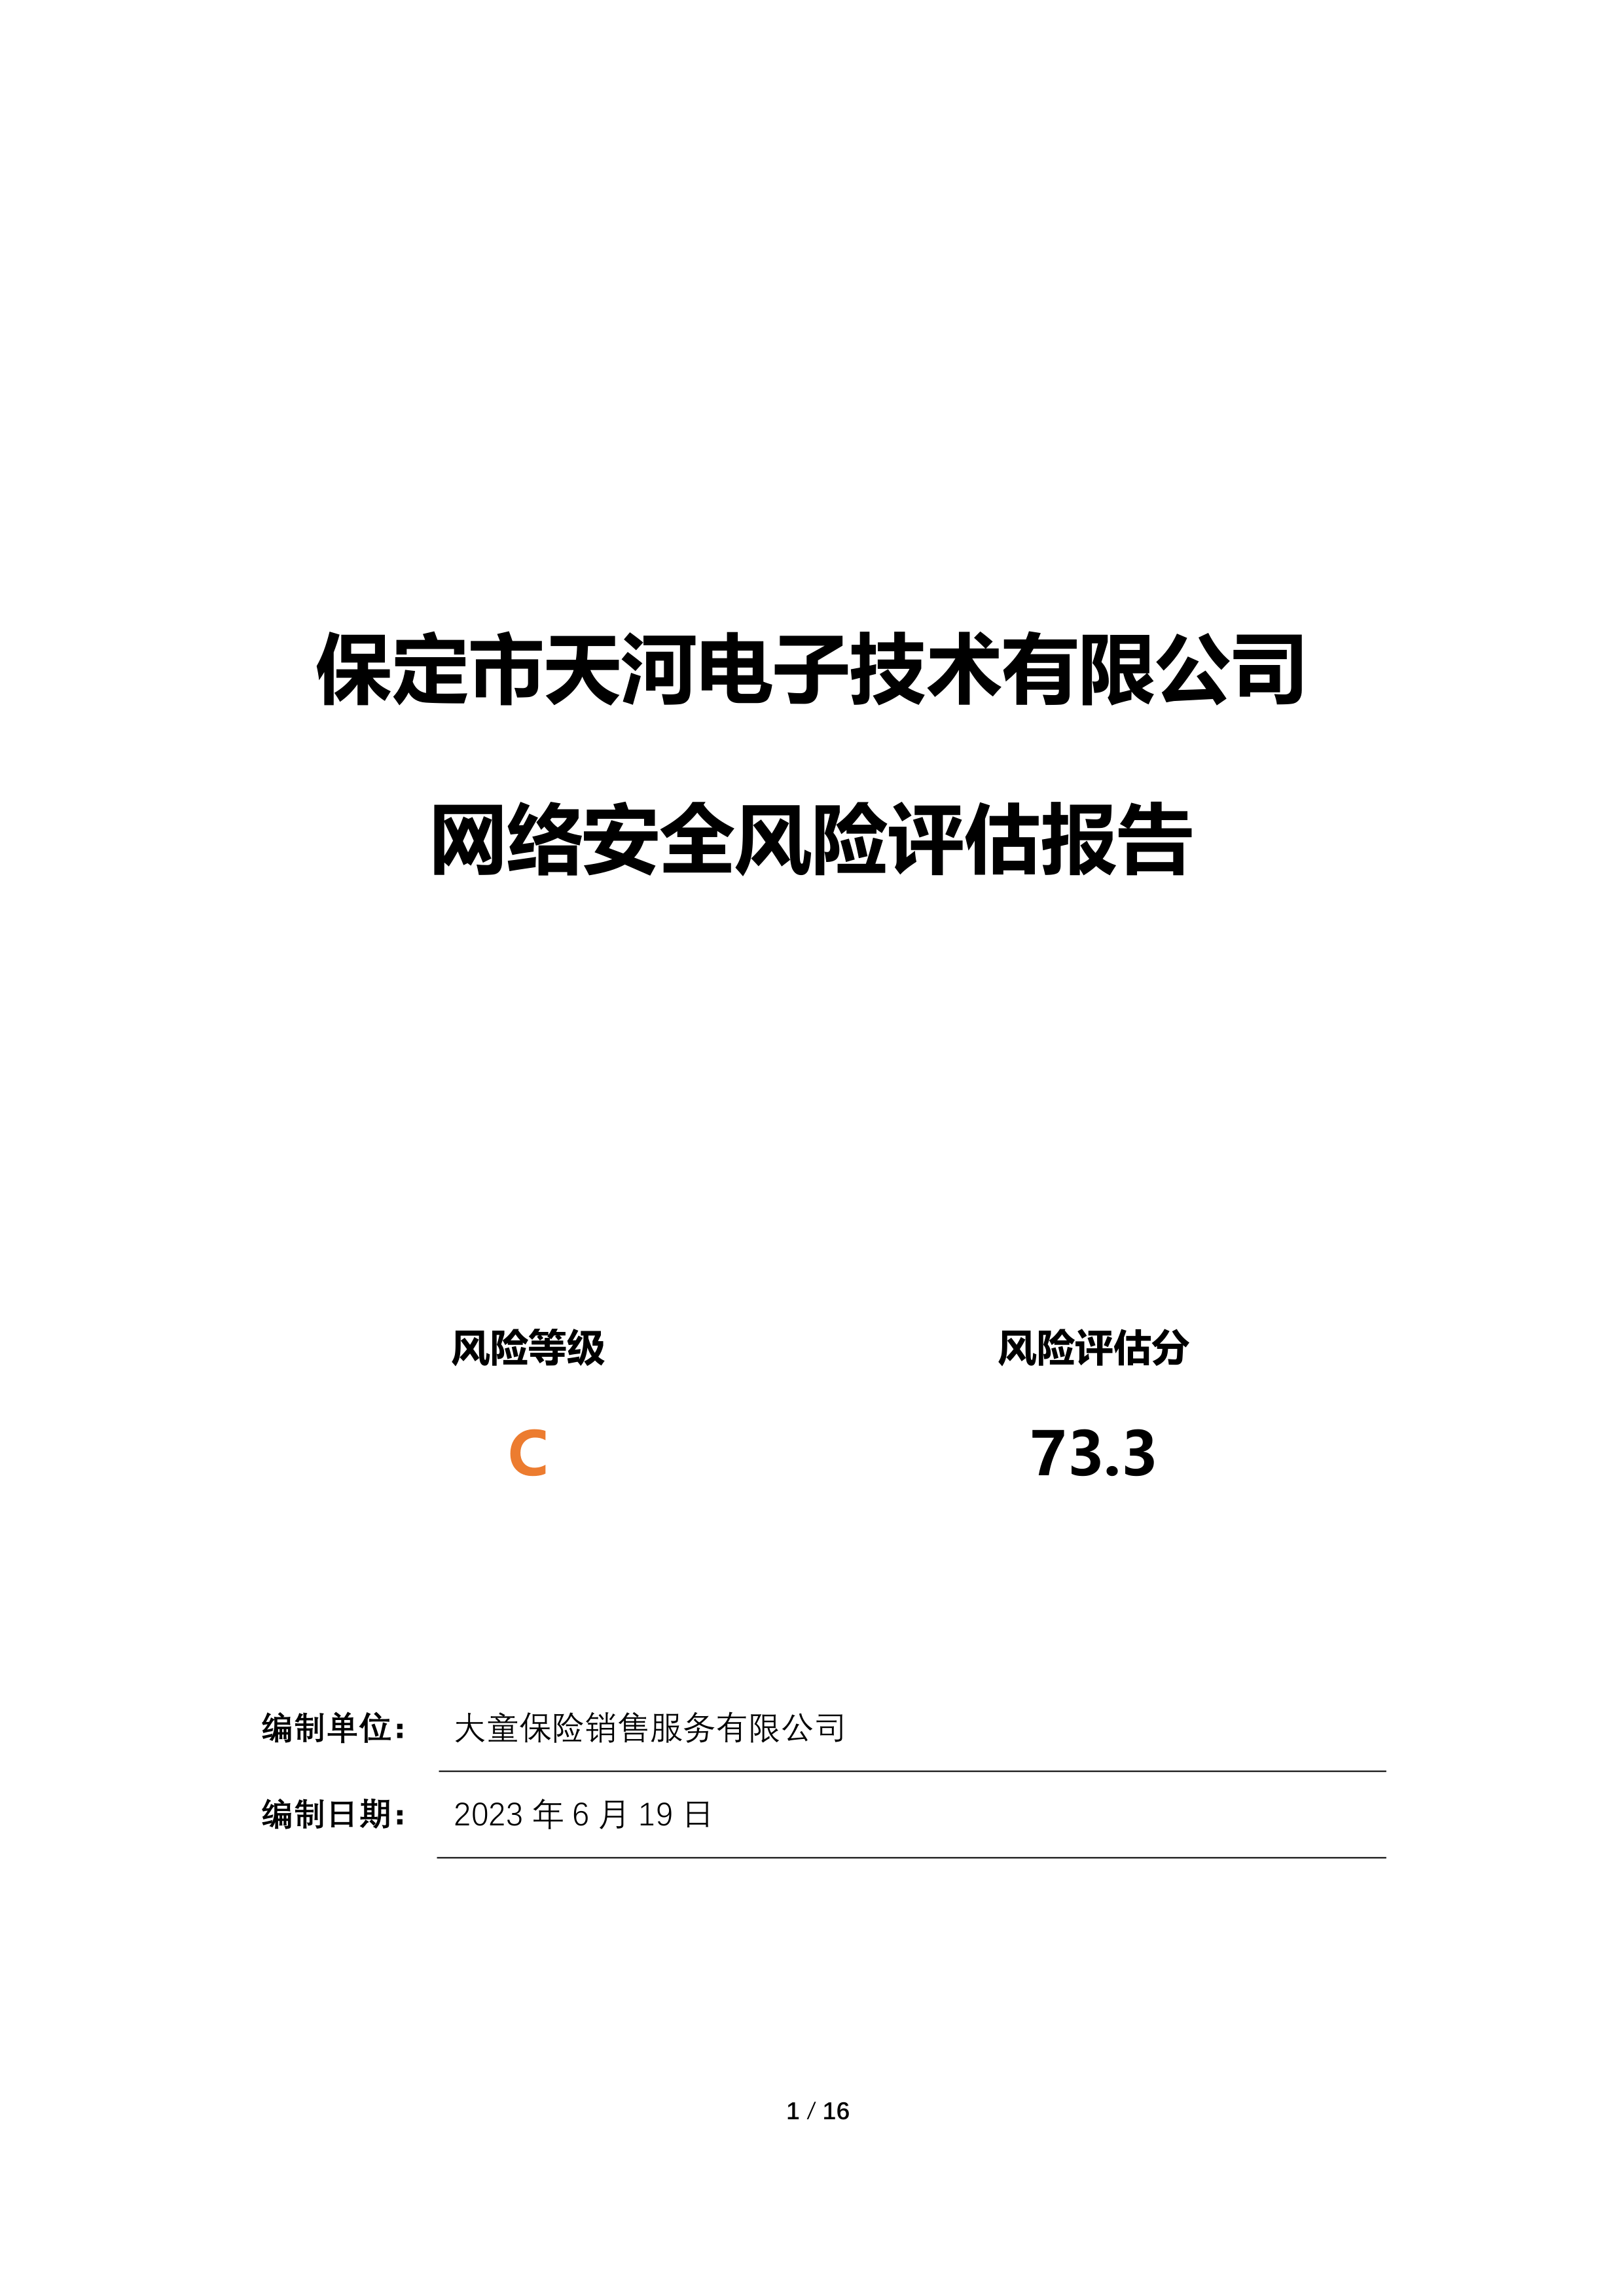 保定市天河电子技术有限公司
网络安全风险评估报告
风险等级 风险评估分
C 73.3
编制单位： 大童保险销售服务有限公司
编制日期： 2023 年 6 月 19 日
1 / 16